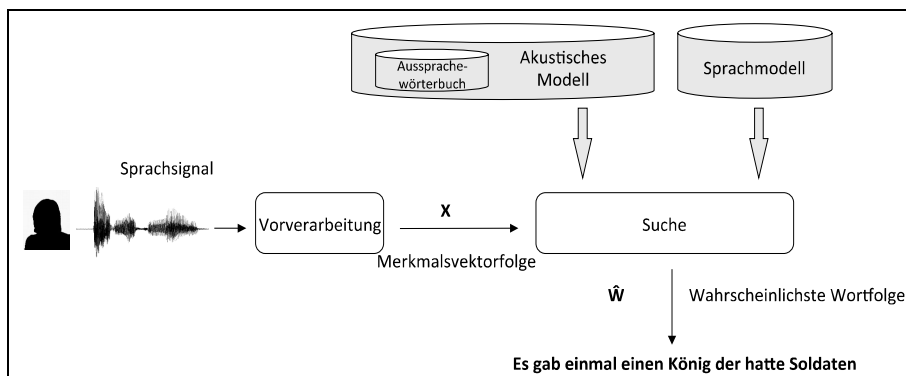 Akustisches
Modell
Aussprache-
wörterbuch
Sprachmodell
Sprachsignal
Vorverarbeitung
X
Merkmalsvektorfolge
Suche
Ŵ
Wahrscheinlichste Wortfolge
Es gab einmal einen König der hatte Soldaten